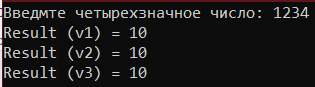 Введмте четырехзначное число: 1234
Result (v1) = 10
Result (v2) = 10
Result (v3) = 10